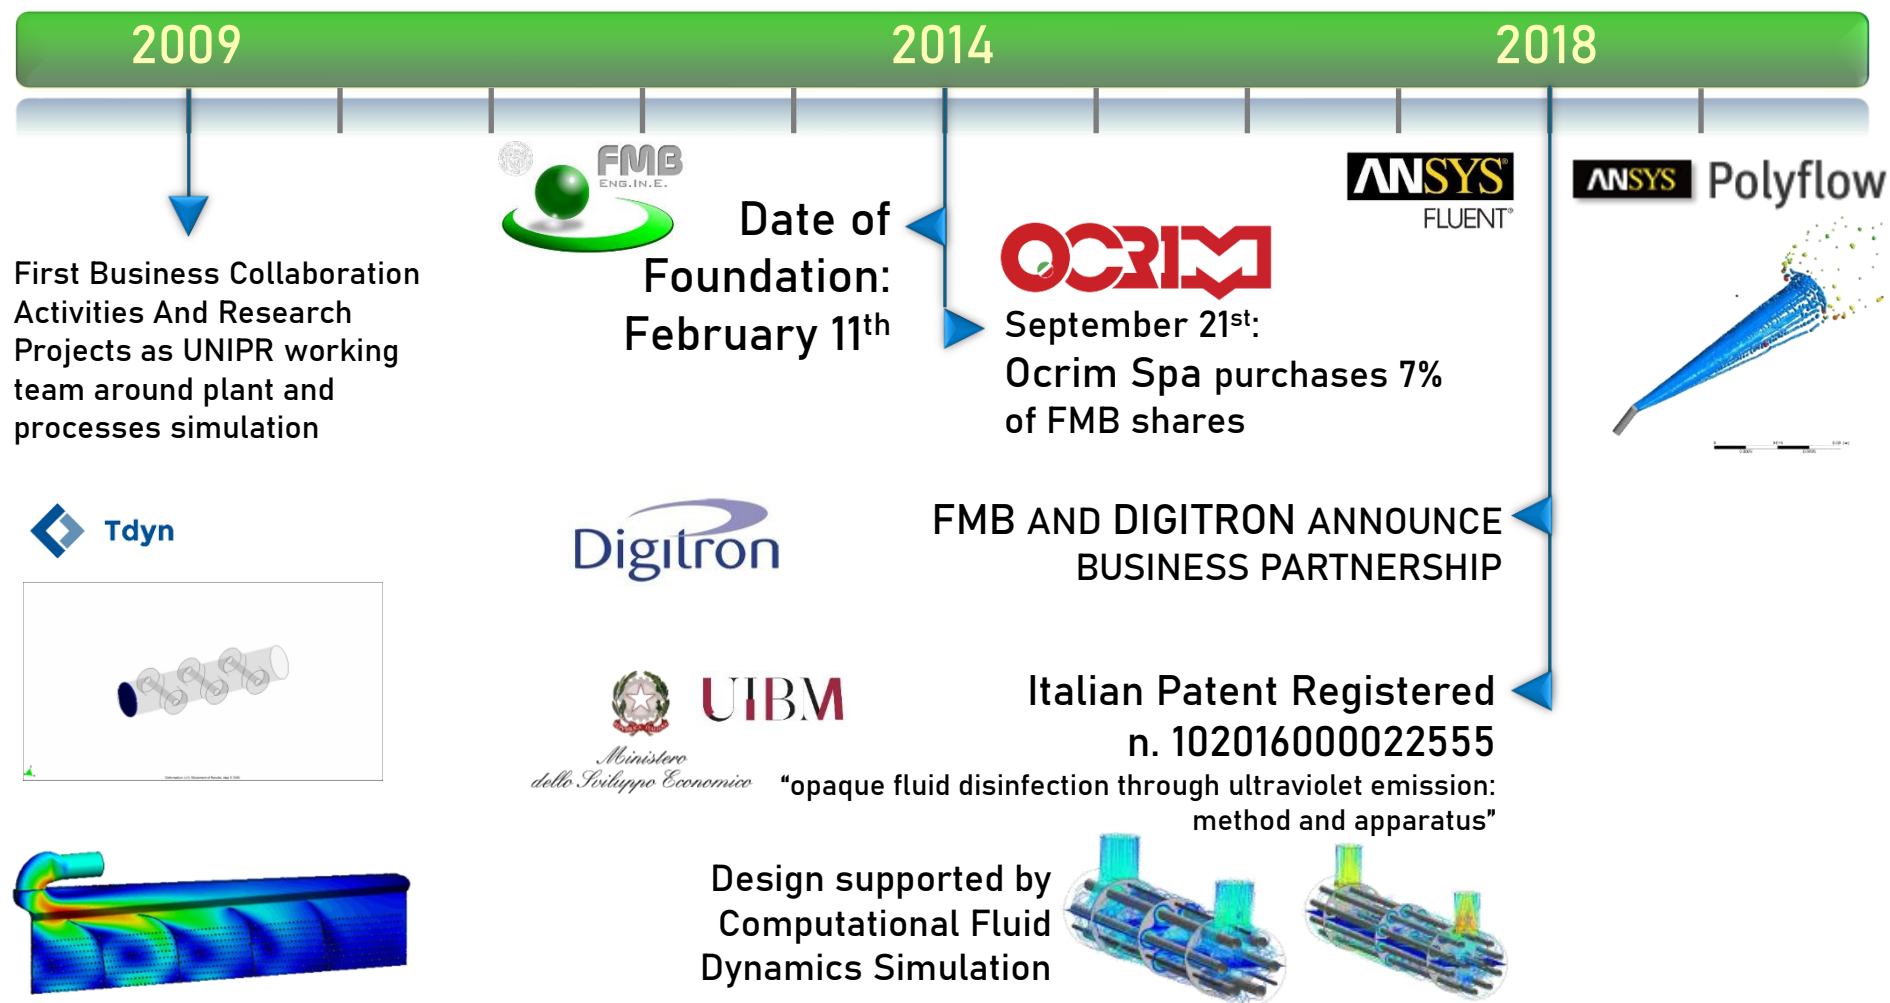 2009
2014
2018
First Business Collaboration
Activities And Research
Projects as UNIPR working
team around plant and
processes simulation
Tdyn
FMB
ENG.IN.E.
Date of
Foundation:
February 11th
OCRIM
September 21st:
Ocrim Spa purchases 7%
of FMB shares
ANSYS®
FLUENT®
ANSYS Polyflow
Digitron
FMB AND DIGITRON ANNOUNCE
BUSINESS PARTNERSHIP
UIBM
Ministero
dello Sviluppo Economico
Italian Patent Registered
n. 102016000022555
“opaque fluid disinfection through ultraviolet emission:
method and apparatus”
Design supported by
Computational Fluid
Dynamics Simulation